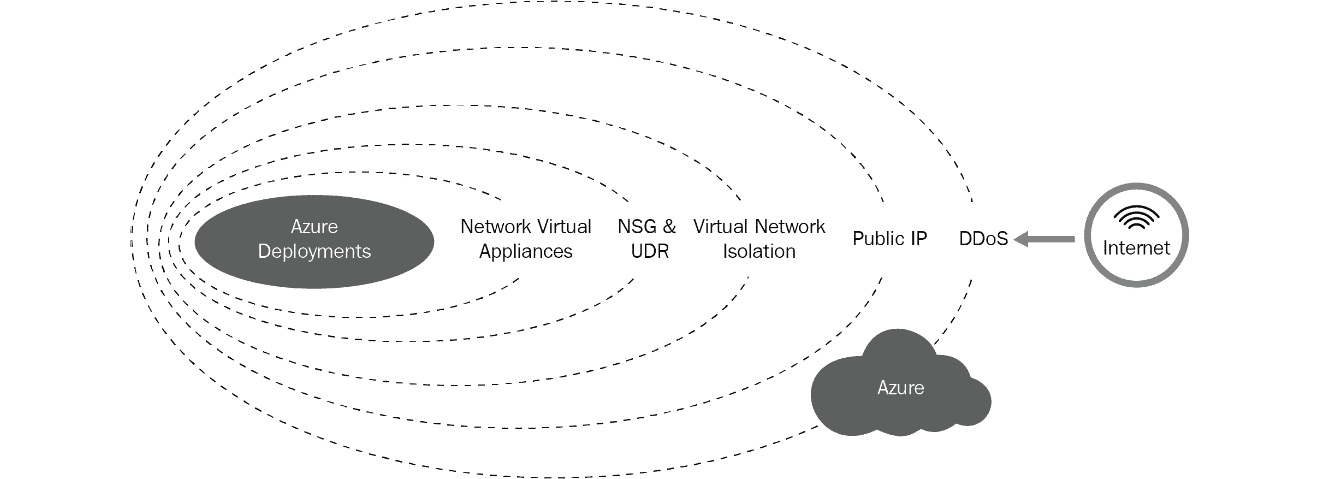 Azure
Deployments
Network Virtual
Appliances
NSG &
UDR
Virtual Network
Isolation
Public IP
DDoS
Internet
Azure